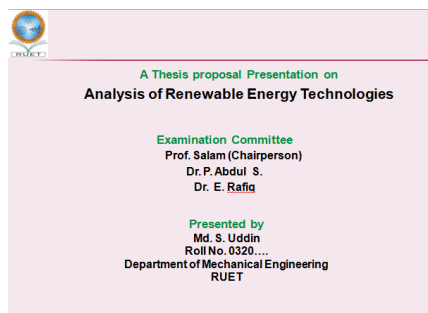 RUET
A Thesis proposal Presentation on
Analysis of Renewable Energy Technologies
Examination Committee
Prof. Salam (Chairperson)
Dr. P. Abdul S.
Dr. E. Rafiq
Presented by
Md. S. Uddin
Roll No. 0320....
Department of Mechanical Engineering
RUET